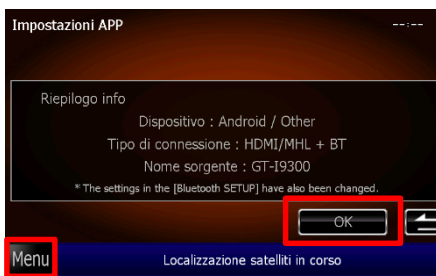 Impostazioni APP
--:--
Riepilogo info
Dispositivo : Android / Other
Tipo di connessione : HDMI/MHL + BT
Nome sorgente : GT-I9300
* The settings in the [Bluetooth SETUP] have also been changed.
OK
Menu
Localizzazione satelliti in corso